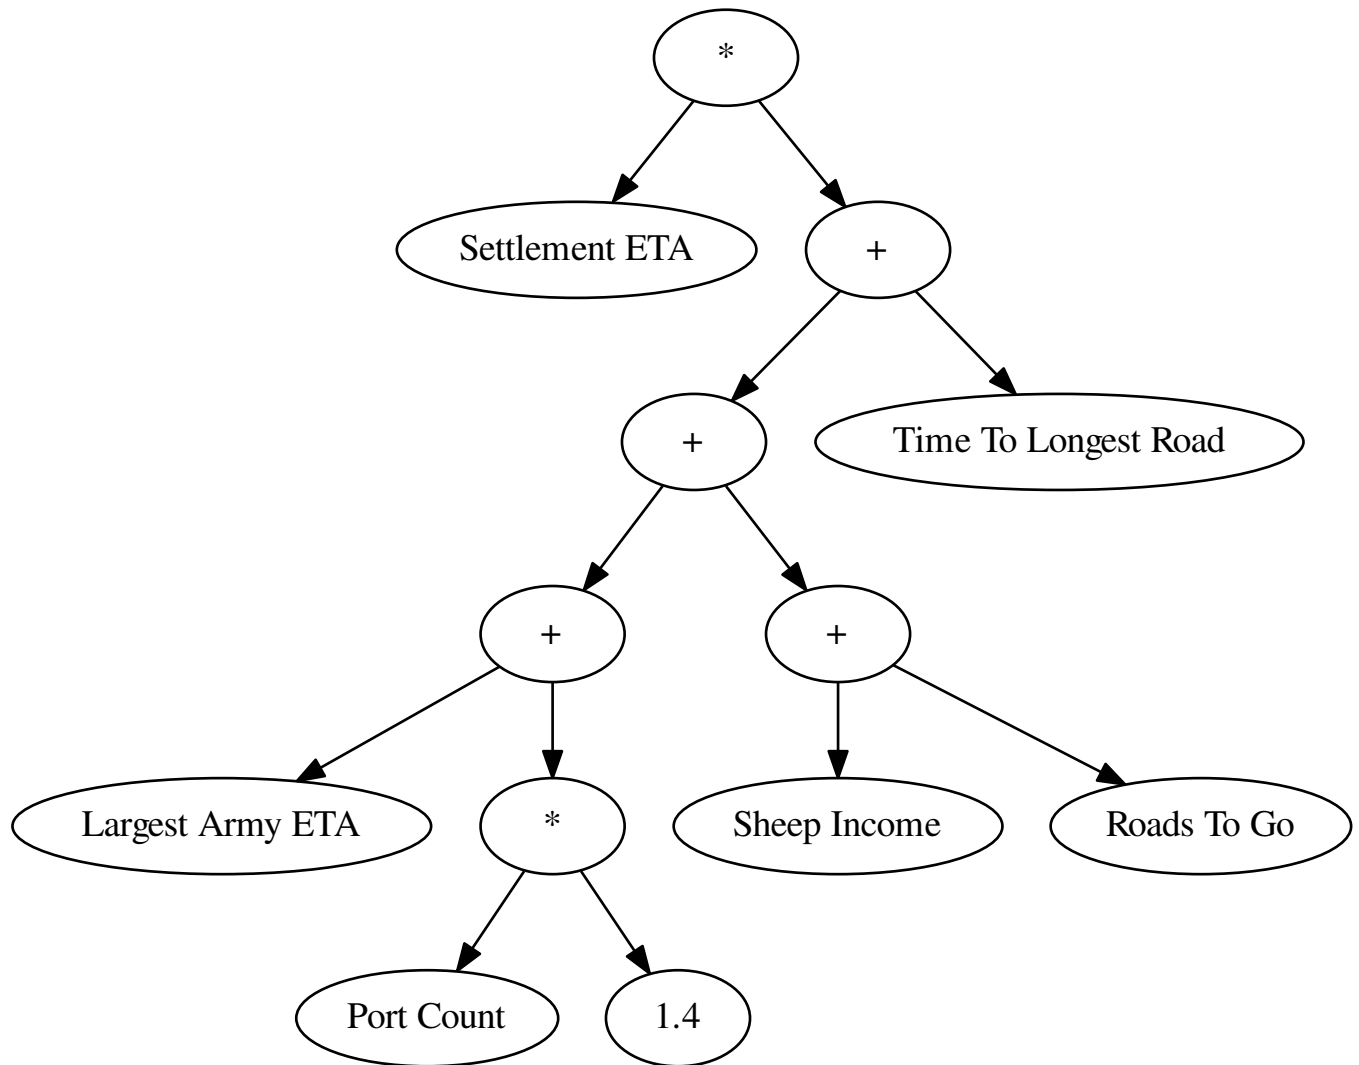 *
Settlement ETA
+
+
Time To Longest Road
+
+
Largest Army ETA
*
Sheep Income
Roads To Go
Port Count
1.4